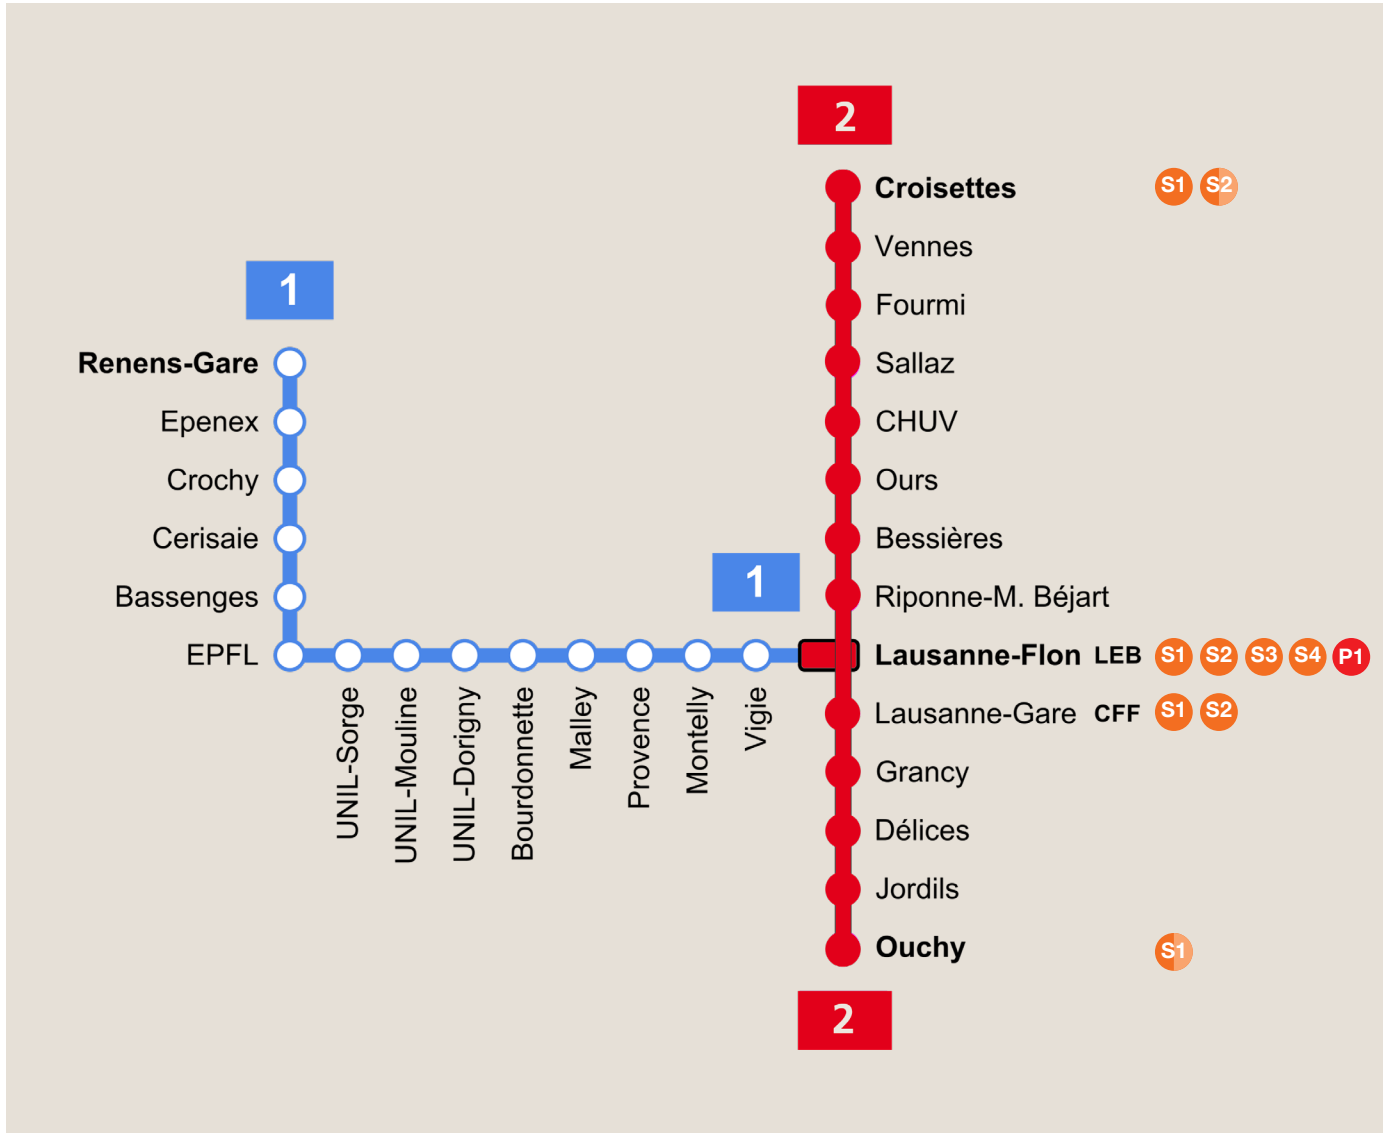 2
Croisettes S1 S2
Vennes
Fourmi
Sallaz
CHUV
Ours
Bessières
Riponne-M. Béjart
Lausanne-Flon LEB S1 S2 S3 S4 P1
Lausanne-Gare CFF S1 S2
Grancy
Délices
Jordils
Ouchy S1
2
1
Renens-Gare
Epenex
Crochy
Cerisaie
Bassenges
EPFL
UNIL-Sorge
UNIL-Mouline
UNIL-Dorigny
Bourdonnette
Malley
Provence
Montelly
Vigie
1